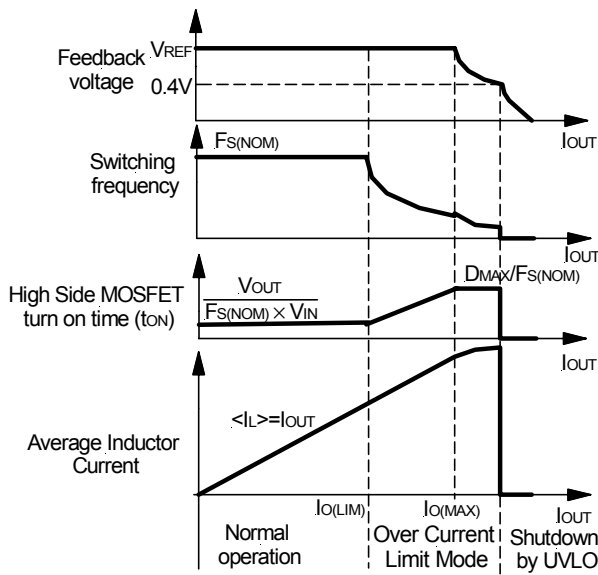 VREF
Feedback
voltage
0.4V
IOUT
FS(NOM)
Switching
frequency
IOUT
DMAX/FS(NOM)
VOUT
FS(NOM) × VIN
High Side MOSFET
turn on time (tON)
IOUT
<IL>=IOUT
Average Inductor
Current
IO(LIM)
IO(MAX)
IOUT
Normal
operation
Over Current
Limit Mode
Shutdown
by UVLO